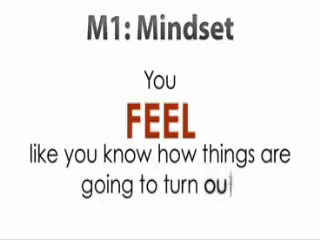 M1: Mindset
You
FEEL
like you know how things are
going to turn ou